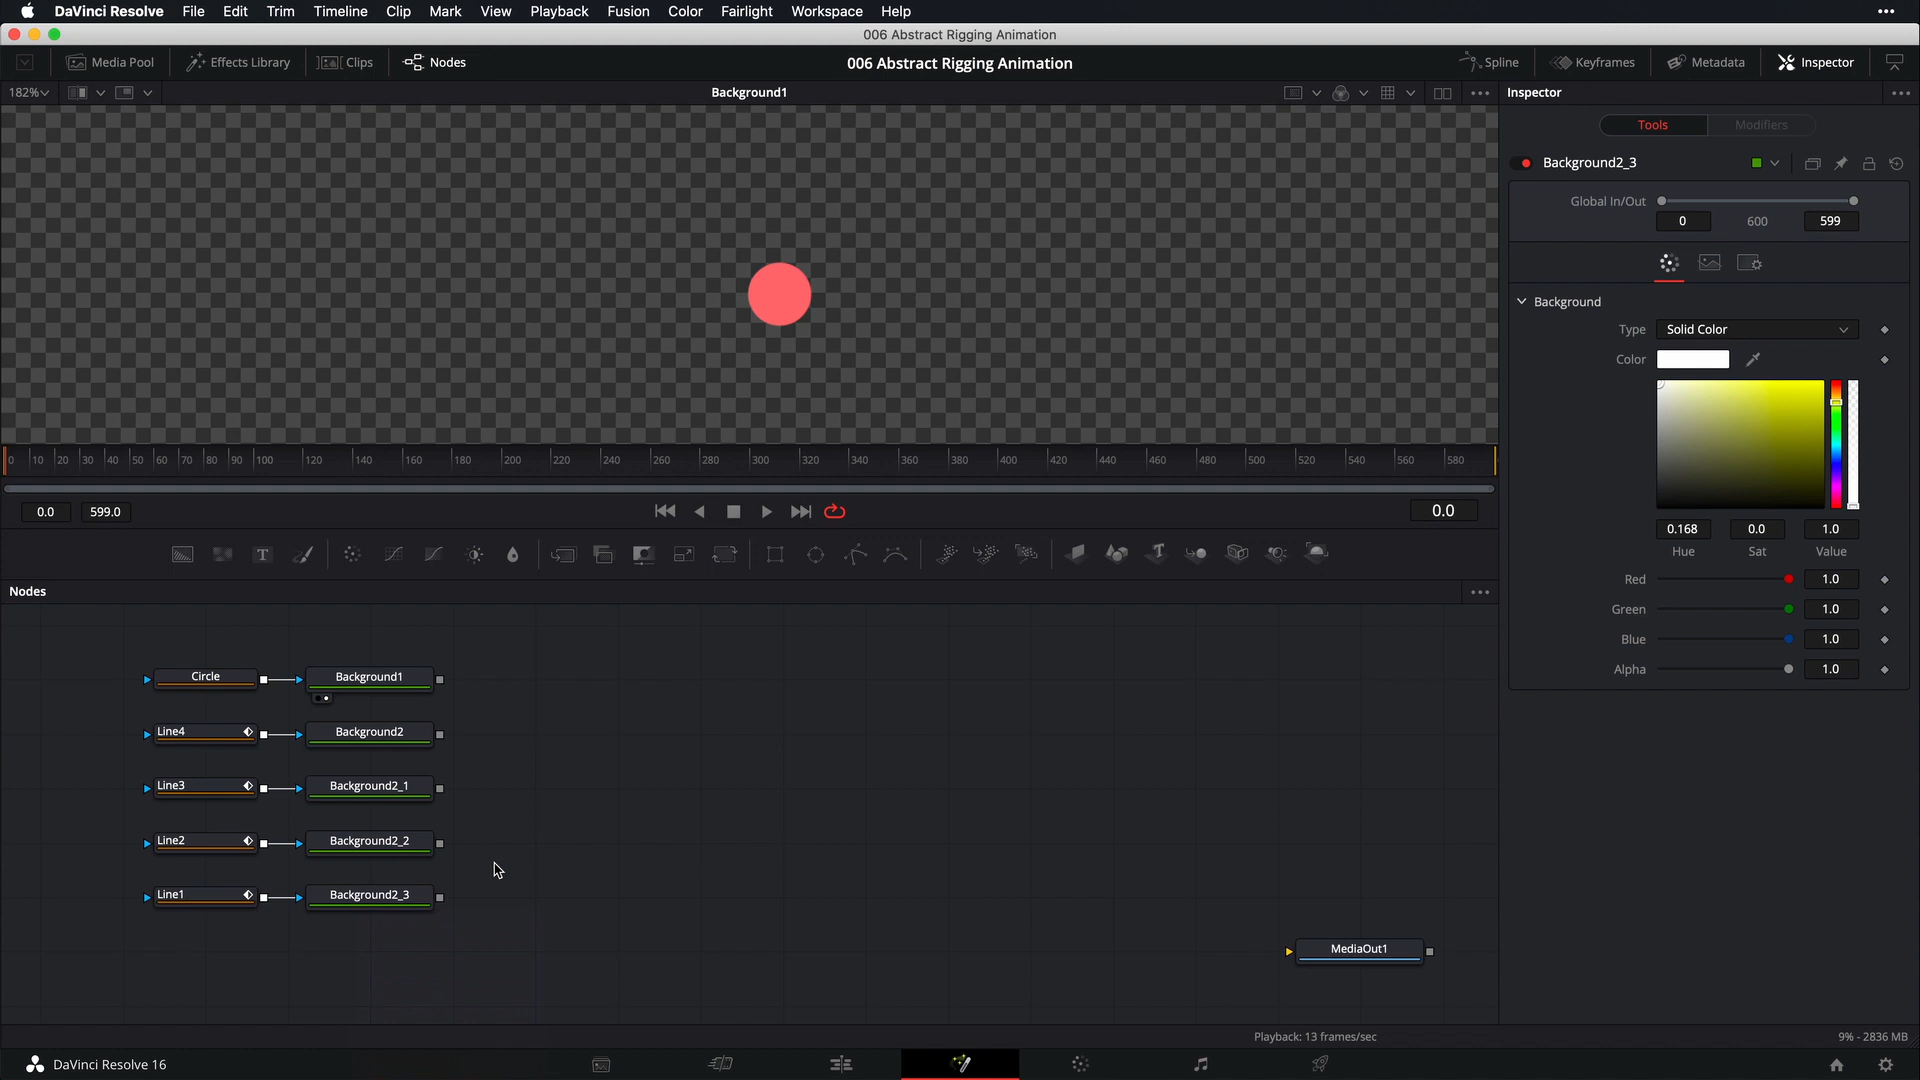 DaVinci Resolve File Edit Trim Timeline Clip Mark View Playback Fusion Color Fairlight Workspace Help
006 Abstract Rigging Animation
Media Pool Effects Library Clips Nodes 006 Abstract Rigging Animation Spline Keyframes Metadata Inspector
182% Background1 Inspector
Tools Modifiers
Background2_3
Global In/Out
0 600 599
Background
Type Solid Color
Color
0 10 20 30 40 50 60 70 80 90 100 120 140 160 180 200 220 240 260 280 300 320 340 360 380 400 420 440 460 480 500 520 540 560 580
0.0 599.0 0.0
0.168 0.0 1.0
Hue Sat Value
Red 1.0
Green 1.0
Blue 1.0
Alpha 1.0
Nodes
Circle Background1
Line4 Background2
Line3 Background2_1
Line2 Background2_2
Line1 Background2_3
MediaOut1
Playback: 13 frames/sec 9% - 2836 MB
DaVinci Resolve 16